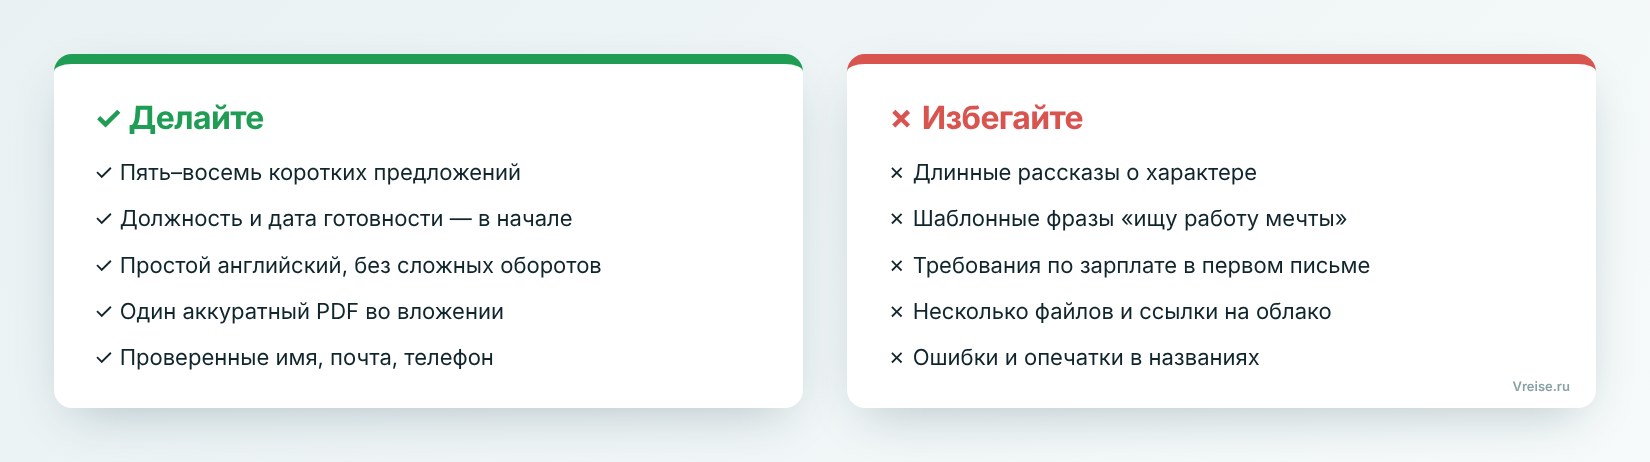 ✓ Делайте
✓ Пять–восемь коротких предложений
✓ Должность и дата готовности — в начале
✓ Простой английский, без сложных оборотов
✓ Один аккуратный PDF во вложении
✓ Проверенные имя, почта, телефон
× Избегайте
× Длинные рассказы о характере
× Шаблонные фразы «ищу работу мечты»
× Требования по зарплате в первом письме
× Несколько файлов и ссылки на облако
× Ошибки и опечатки в названиях
Vreise.ru